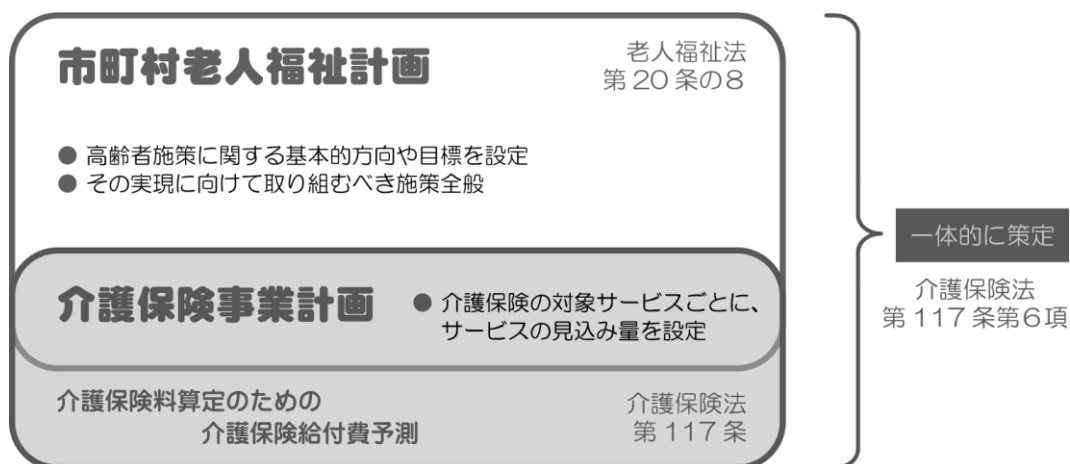 市町村老人福祉計画
老人福祉法
第20条の8
● 高齢者施策に関する基本的方向や目標を設定
● その実現に向けて取り組むべき施策全般
介護保険事業計画
● 介護保険の対象サービスごとに、
サービスの見込み量を設定
介護保険料算定のための
介護保険給付費予測
介護保険法
第117条
一体的に策定
介護保険法
第117条第6項